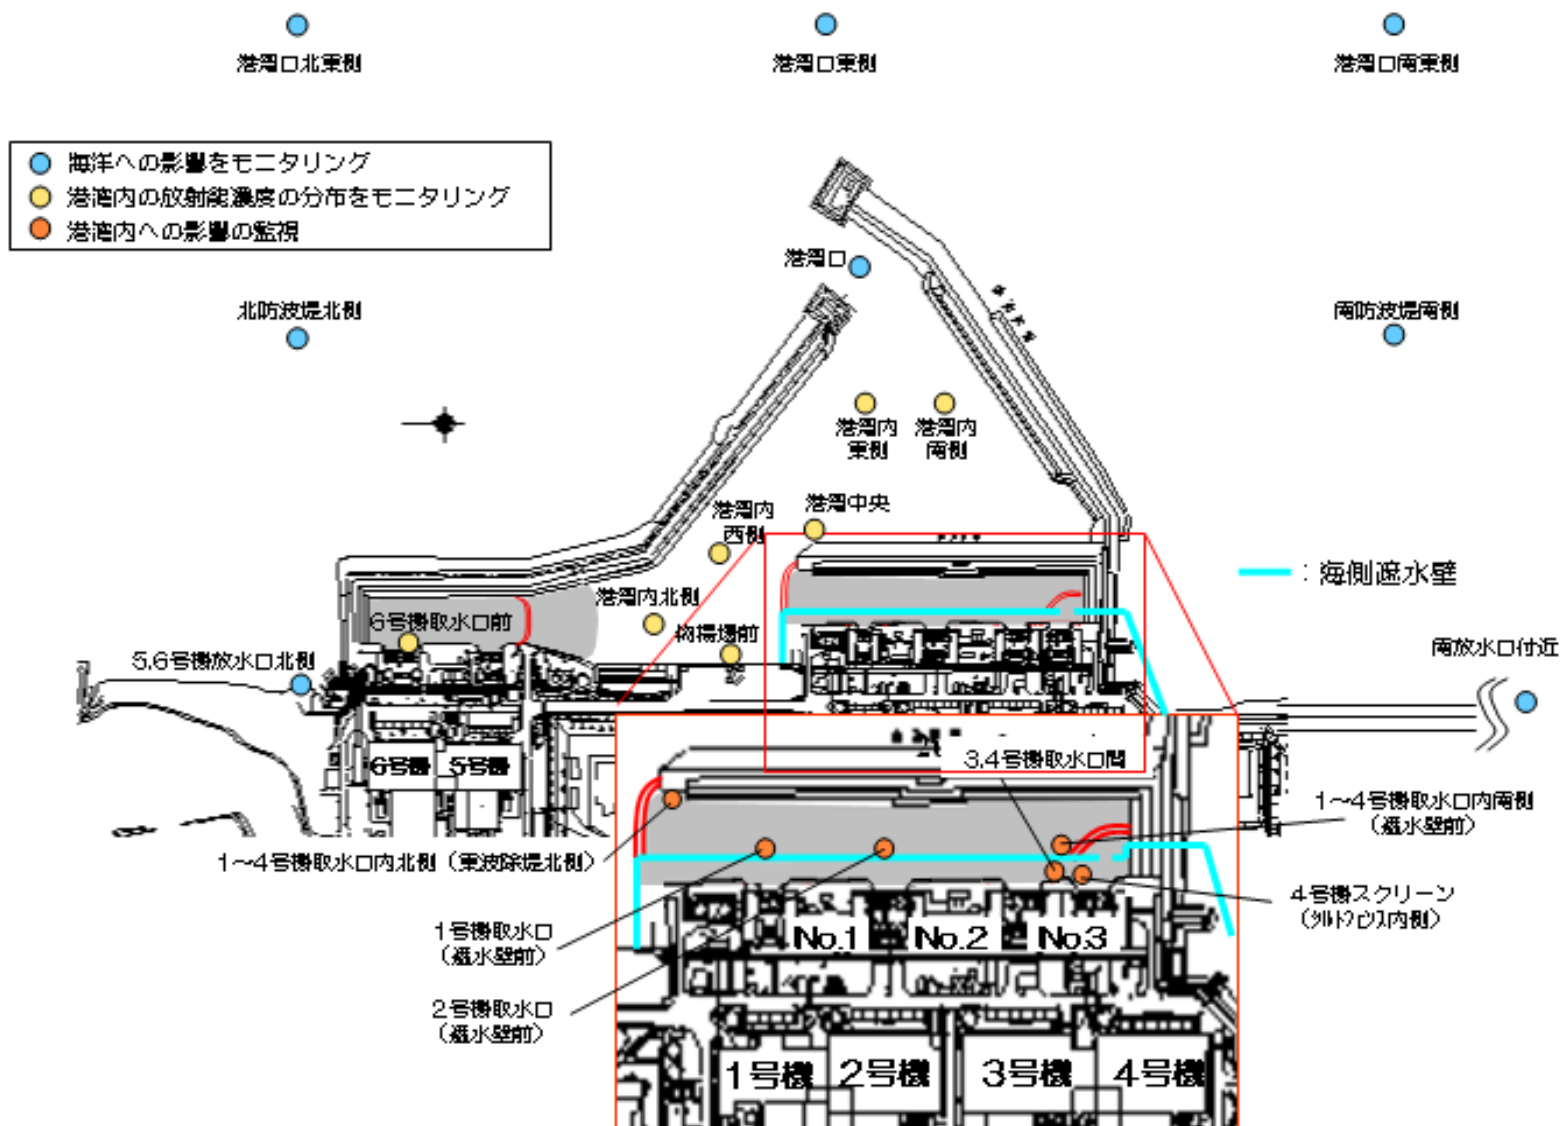 港湾口北東側
港湾口東側
港湾口南東側
海洋への影響をモニタリング
港湾内の放射能濃度の分布をモニタリング
港湾内への影響の監視
港湾口
北防波堤北側
南防波堤南側
港湾内
東側
港湾内
南側
港湾内
西側
港湾中央
：海側遮水壁
港湾内北側
6号機取水口前
物揚場前
5,6号機放水口北側
南放水口付近
6号機
5号機
3,4号機取水口間
1～4号機取水口内南側
（遮水壁前）
1～4号機取水口内北側（東波除堤北側）
4号機スクリーン
（シルトフェンス内側）
1号機取水口
（遮水壁前）
No.1
No.2
No.3
2号機取水口
（遮水壁前）
1号機
2号機
3号機
4号機